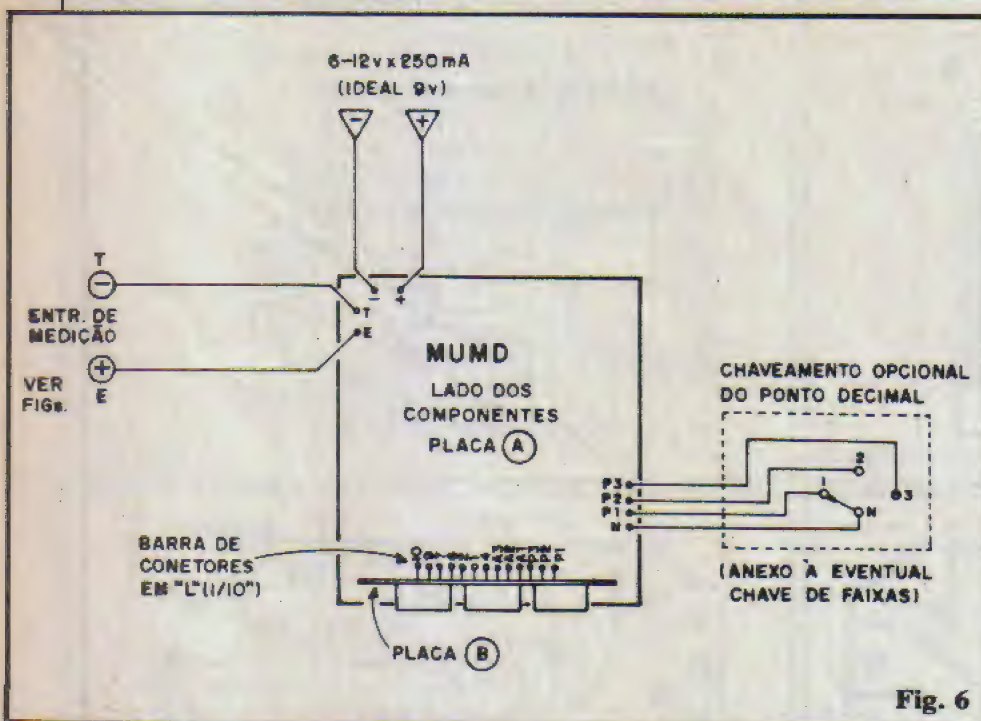 6-12v x 250mA
(IDEAL 9v)
- +
T
-
ENTR. DE
MEDIÇÃO
+
VER
FIGs. E
- +
T
E
MUMD
LADO DOS
COMPONENTES
PLACA A
CHAVEAMENTO OPCIONAL
DO PONTO DECIMAL
P3
P2
P1
N
1
2
3
N
(ANEXO À EVENTUAL
CHAVE DE FAIXAS)
BARRA DE
CONETORES
EM "L" (1/10")
PLACA B
Fig. 6